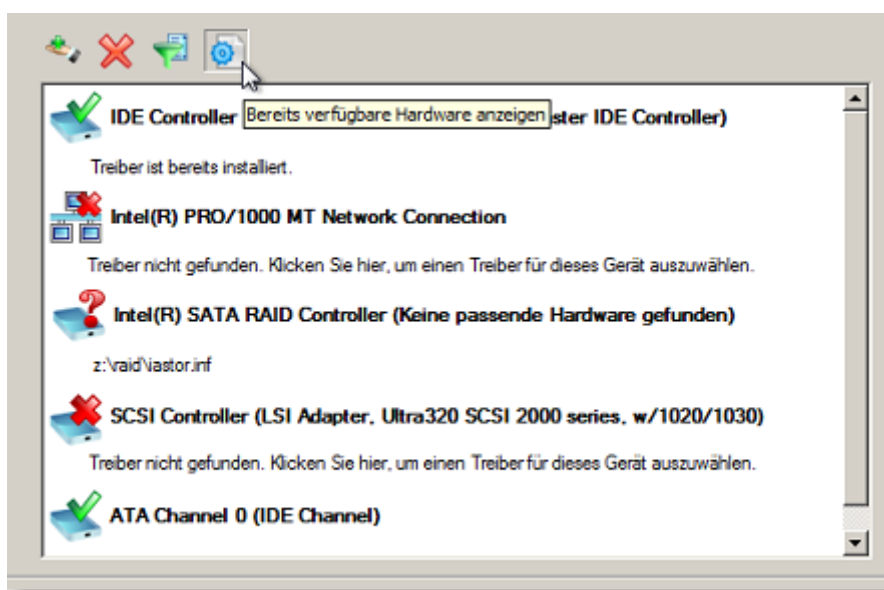 IDE Controller Bereits verfügbare Hardware anzeigen ster IDE Controller)
Treiber ist bereits installiert.
Intel(R) PRO/1000 MT Network Connection
Treiber nicht gefunden. Klicken Sie hier, um einen Treiber für dieses Gerät auszuwählen.
Intel(R) SATA RAID Controller (Keine passende Hardware gefunden)
z:\raid\iastor.inf
SCSI Controller (LSI Adapter, Ultra320 SCSI 2000 series, w/1020/1030)
Treiber nicht gefunden. Klicken Sie hier, um einen Treiber für dieses Gerät auszuwählen.
ATA Channel 0 (IDE Channel)